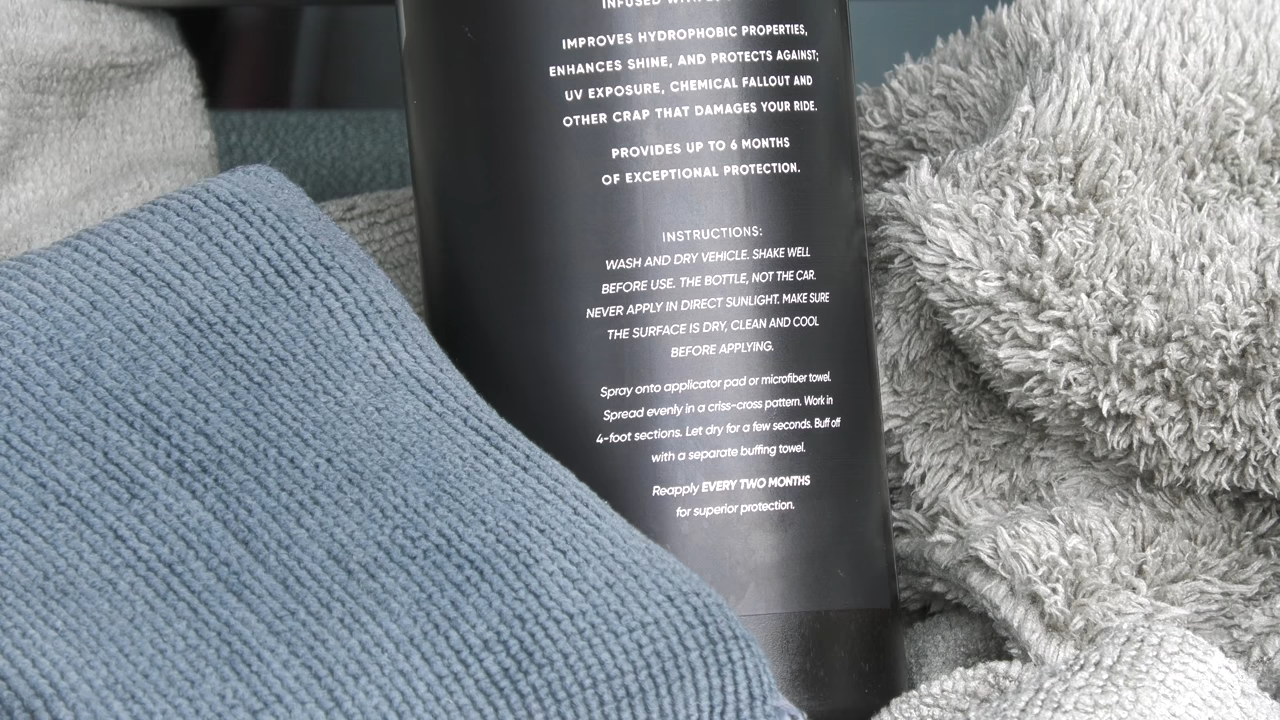 INFUSED WITH
IMPROVES HYDROPHOBIC PROPERTIES,
ENHANCES SHINE, AND PROTECTS AGAINST;
UV EXPOSURE, CHEMICAL FALLOUT AND
OTHER CRAP THAT DAMAGES YOUR RIDE.
PROVIDES UP TO 6 MONTHS
OF EXCEPTIONAL PROTECTION.
INSTRUCTIONS:
WASH AND DRY VEHICLE. SHAKE WELL
BEFORE USE. THE BOTTLE, NOT THE CAR.
NEVER APPLY IN DIRECT SUNLIGHT. MAKE SURE
THE SURFACE IS DRY, CLEAN AND COOL
BEFORE APPLYING.
Spray onto applicator pad or microfiber towel.
Spread evenly in a criss-cross pattern. Work in
4-foot sections. Let dry for a few seconds. Buff off
with a separate buffing towel.
Reapply EVERY TWO MONTHS
for superior protection.